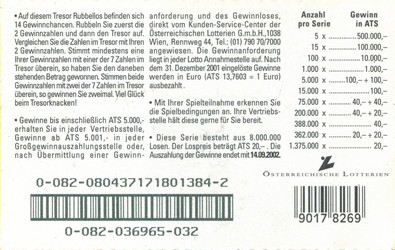 • Auf diesem Tresor Rubbellos befinden sich
14 Gewinnchancen. Rubbeln Sie zuerst die
2 Gewinnzahlen und dann den Tresor auf.
Vergleichen Sie die Zahlen im Tresor mit Ihren
2 Gewinnzahlen. Stimmt mindestens eine
Ihrer Gewinnzahlen mit einer der 7 Zahlen im
Tresor überein, so haben Sie den daneben
stehenden Betrag gewonnen. Stimmen beide
Gewinnzahlen mit zwei der 7 Zahlen im Tresor
überein, so gewinnen Sie zweimal. Viel Glück
beim Tresorknacken!
• Gewinne bis einschließlich ATS 5.000,-
erhalten Sie in jeder Vertriebsstelle,
Gewinne ab ATS 5.001,- in jeder
Großgewinnauszahlungsstelle oder
nach Übermittlung einer Gewinn-
anforderung und des Gewinnloses,
direkt vom Kunden-Service-Center der
Österreichischen Lotterien G.m.b.H., 1038
Wien, Rennweg 44, Tel.: (01) 790 70/7000
angewiesen. Die Gewinnanforderung
liegt in jeder Lotto Annahmestelle auf. Nach
dem 31. Dezember 2001 eingelöste Gewinne
werden in Euro (ATS 13,7603 = 1 Euro)
ausbezahlt.
• Mit Ihrer Spielteilnahme erkennen Sie
die Spielbedingungen an. Ihre Vertriebs-
stelle hält diese gerne für Sie bereit.
• Diese Serie besteht aus 8.000.000
Losen. Der Lospreis beträgt ATS 20,-. Die
Auszahlung der Gewinne endet mit 14.09.2002.
Anzahl Gewinn
pro Serie in ATS
5 x 500.000,-
15 x 100.000,-
100 x 10.000,-
1.000 x 1.000,-
5.000 x 100,- + 100,-
15.000 x 100,-
75.000 x 40,- + 40,-
200.000 x 40,- + 20,-
388.000 x 40,-
362.000 x 20,- + 20,-
1.375.000 x 20,-
ÖSTERREICHISCHE LOTTERIEN
0-082-080437171801384-2
0-082-036965-032
9017 8269